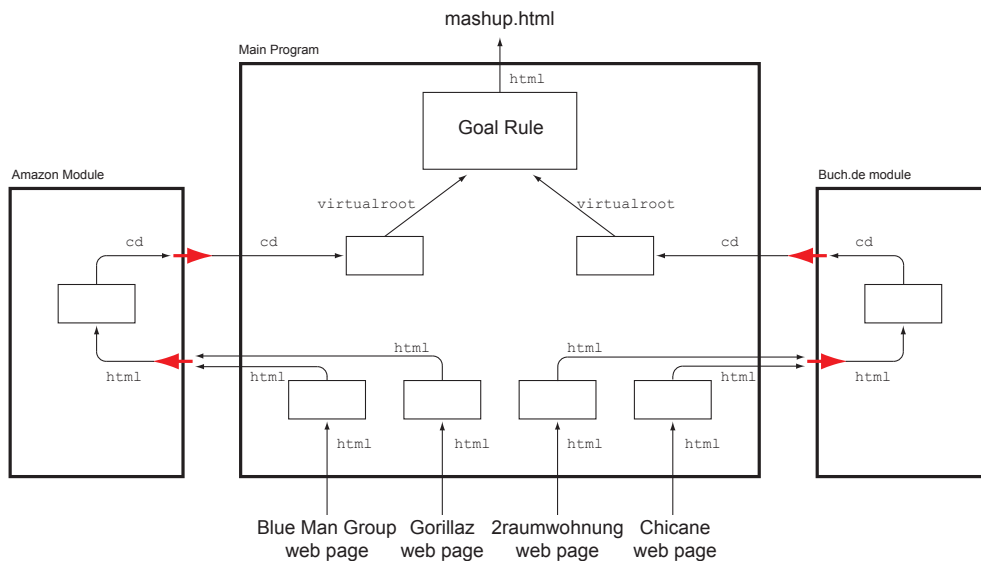 mashup.html
Main Program
html
Goal Rule
Amazon Module
Buch.de module
virtualroot
virtualroot
cd
cd
cd
cd
html
html
html
html
html
html
html
html
html
html
Blue Man Group
web page
Gorillaz
web page
2raumwohnung
web page
Chicane
web page